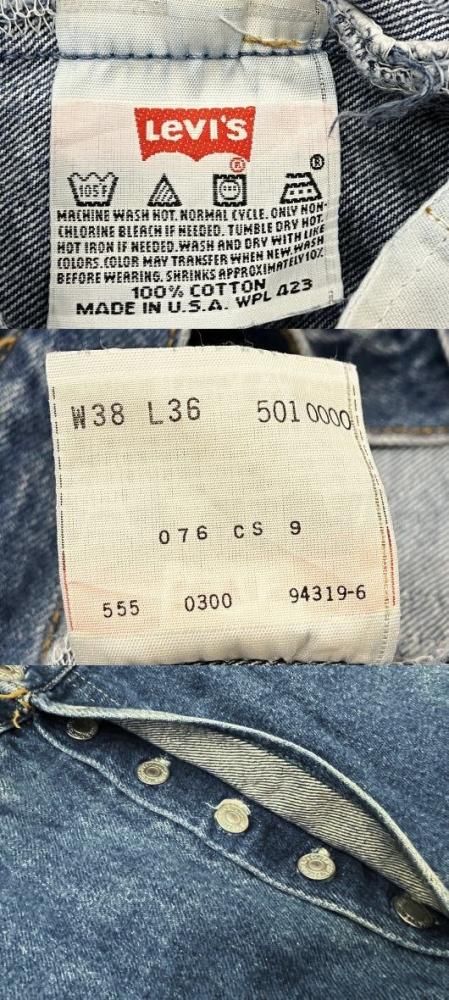 LEVI'S
®
®
105F
MACHINE WASH HOT. NORMAL CYCLE. ONLY NON-
CHLORINE BLEACH IF NEEDED. TUMBLE DRY HOT.
HOT IRON IF NEEDED. WASH AND DRY WITH LIKE
COLORS. COLOR MAY TRANSFER WHEN NEW. WASH
BEFORE WEARING. SHRINKS APPROXIMATELY 10%
100% COTTON
MADE IN U.S.A. WPL 423
W38 L36 501 0000
076 CS 9
555 0300 94319-6